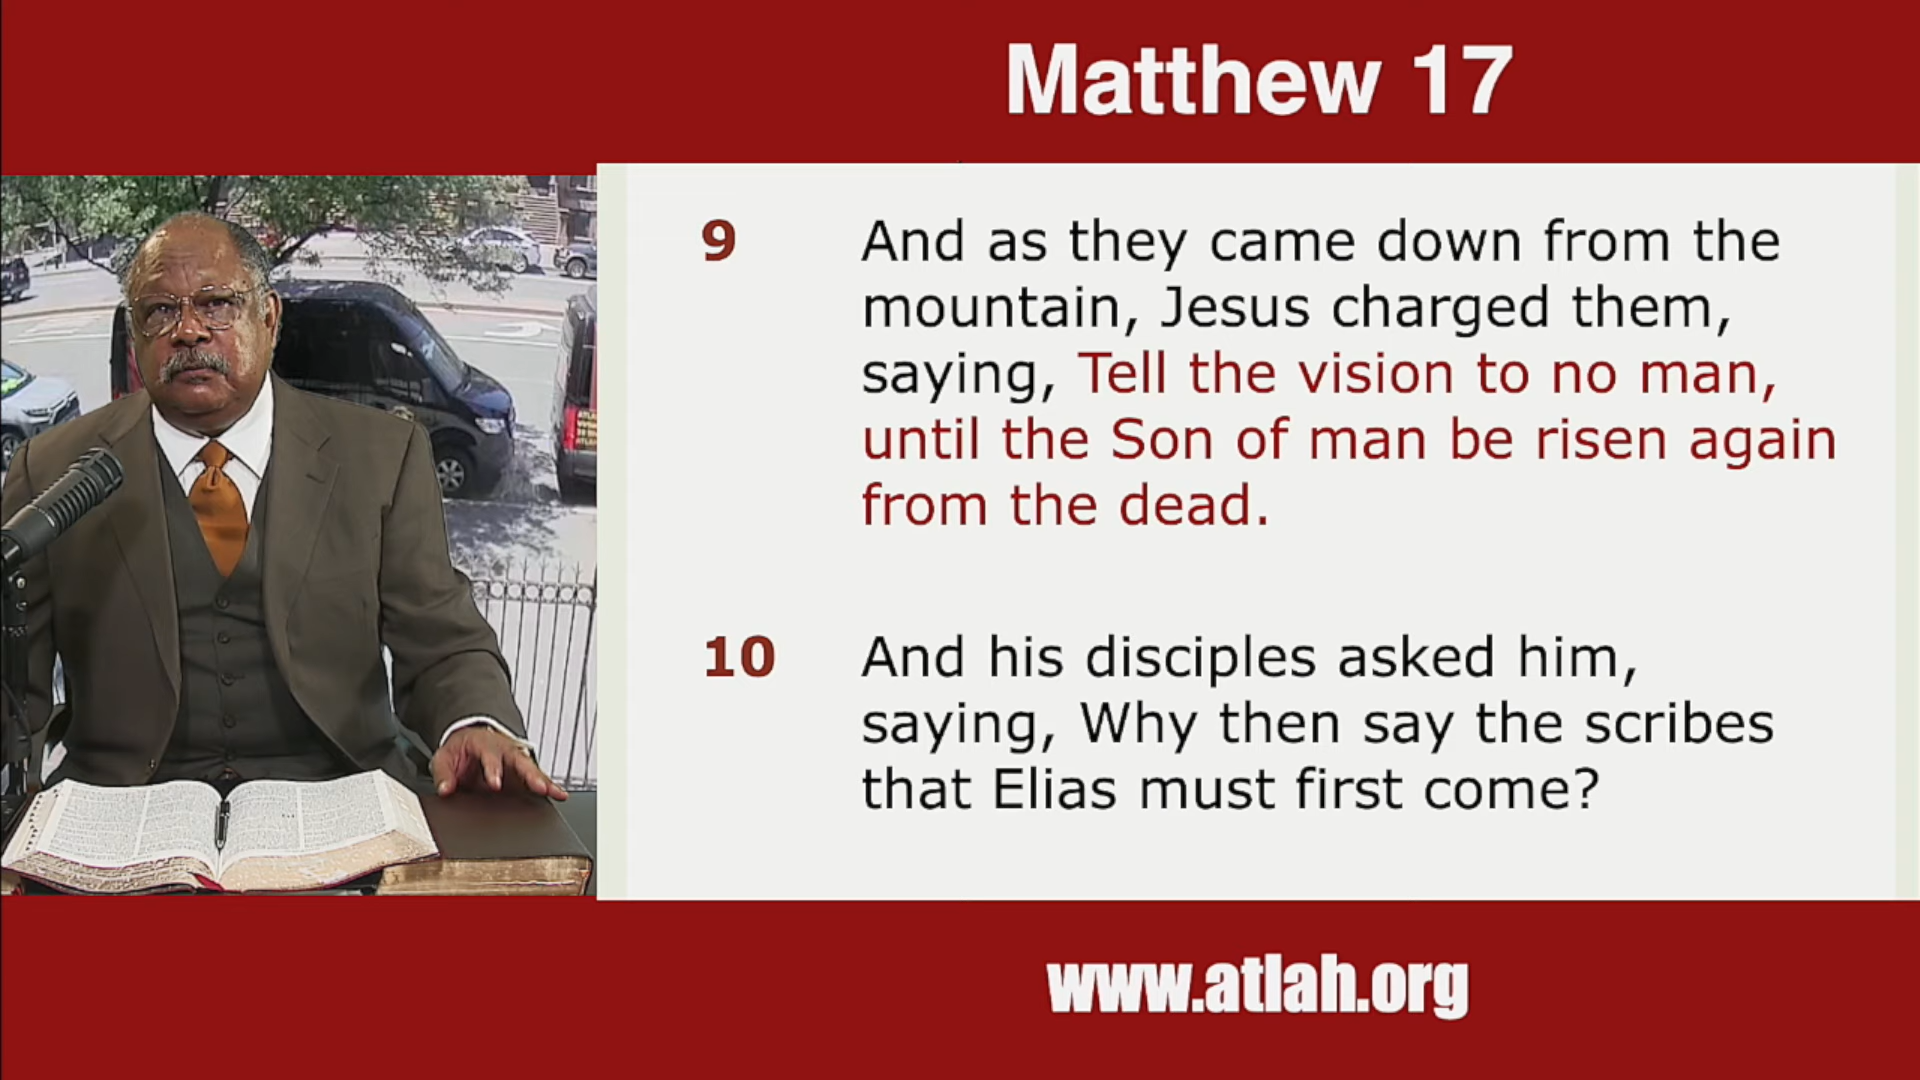 Matthew 17
9 And as they came down from the
mountain, Jesus charged them,
saying, Tell the vision to no man,
until the Son of man be risen again
from the dead.
10 And his disciples asked him,
saying, Why then say the scribes
that Elias must first come?
www.atlah.org